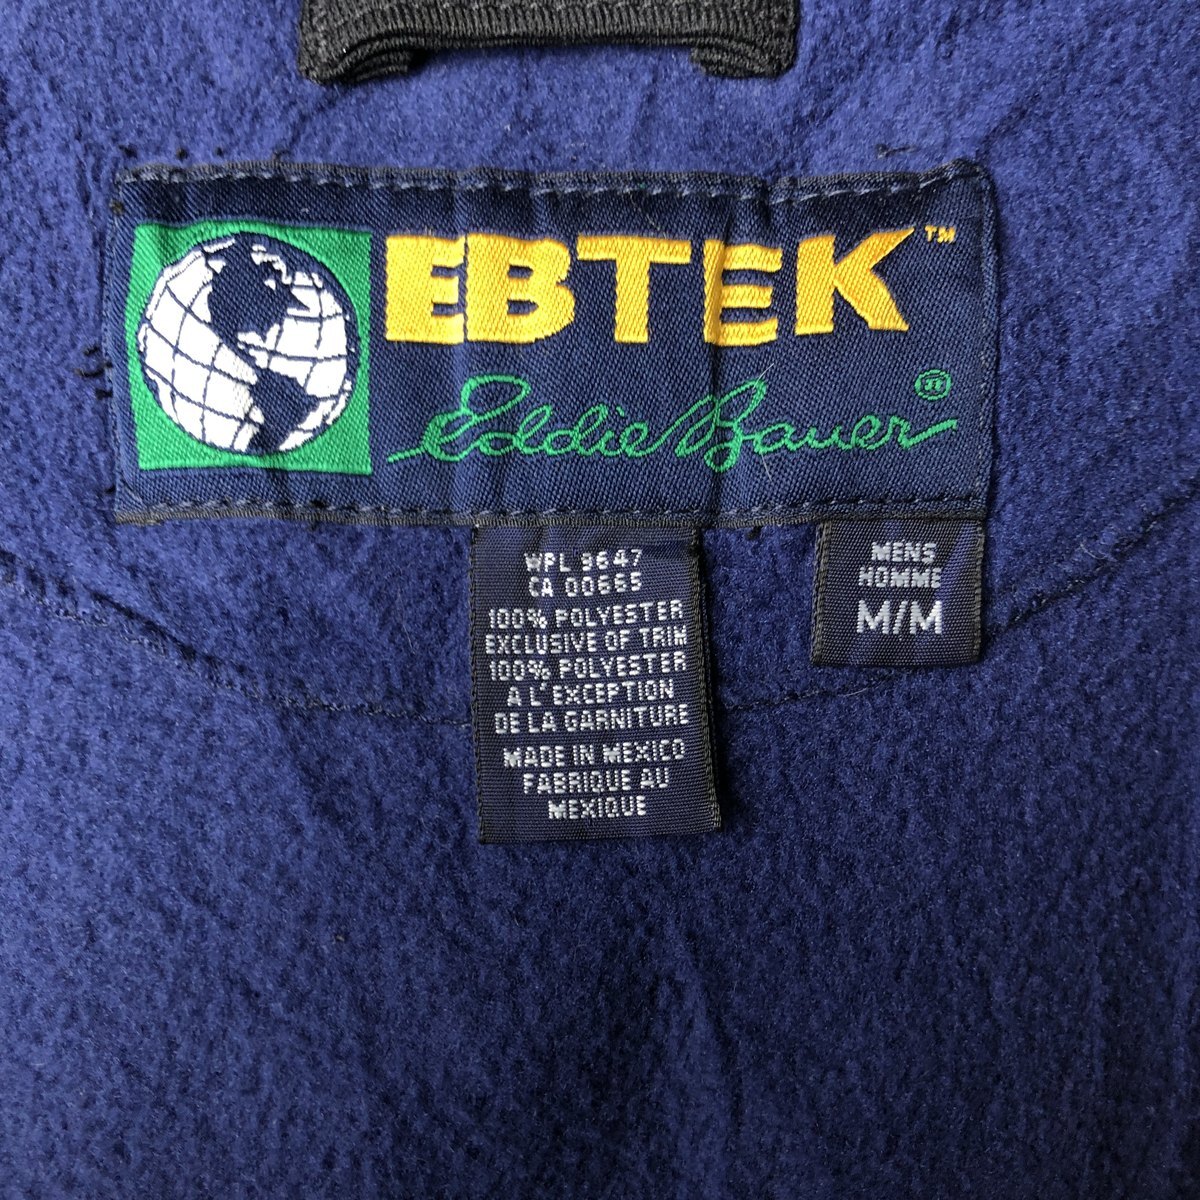 EBTEK™
Eddie Bauer®
WPL 9647
CA 00665
100% POLYESTER
EXCLUSIVE OF TRIM
100% POLYESTER
A L'EXCEPTION
DE LA GARNITURE
MADE IN MEXICO
FABRIQUE AU
MEXIQUE
MENS
HOMME
M/M